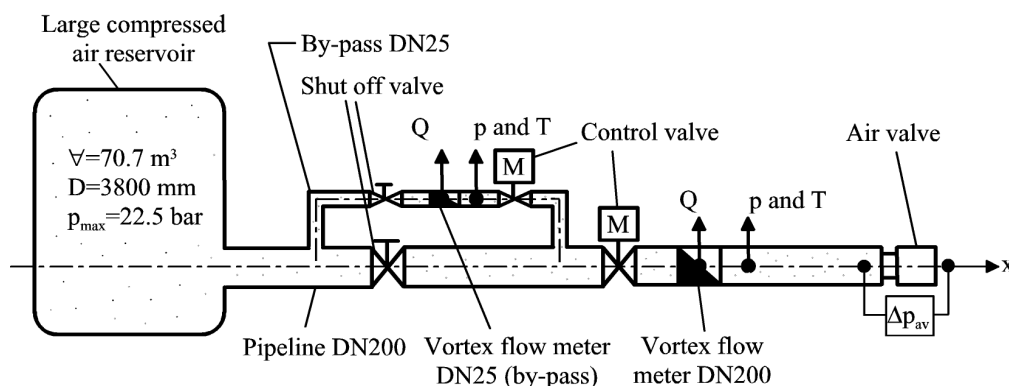 Large compressed
air reservoir
By-pass DN25
Shut off valve
Q
p and T
Control valve
Air valve
M
∀=70.7 m³
D=3800 mm
pmax=22.5 bar
M
Q
p and T
x
Δpav
Pipeline DN200
Vortex flow meter
DN25 (by-pass)
Vortex flow
meter DN200